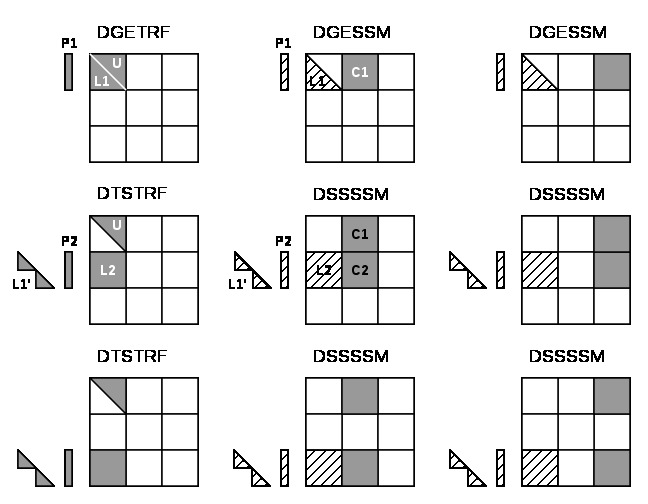 DGETRF
DGESSM
DGESSM
P1
U
L1
P1
L1
C1
DTSTRF
DSSSSM
DSSSSM
U
P2
L2
L1'
C1
P2
L2
C2
L1'
DTSTRF
DSSSSM
DSSSSM